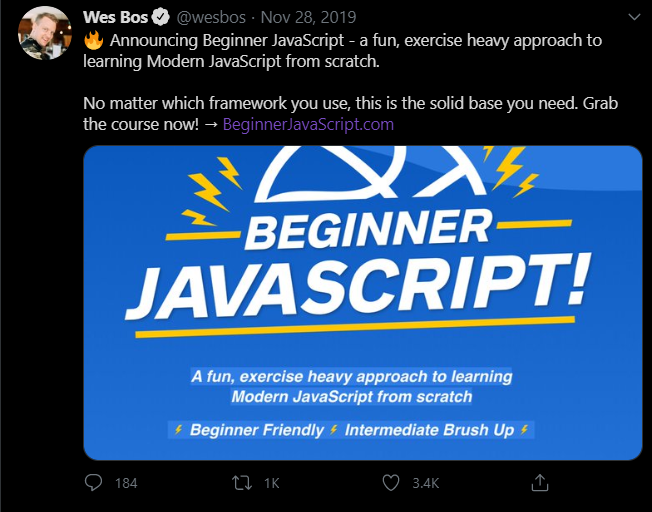 Wes Bos @wesbos · Nov 28, 2019
🔥 Announcing Beginner JavaScript - a fun, exercise heavy approach to
learning Modern JavaScript from scratch.
No matter which framework you use, this is the solid base you need. Grab
the course now! → BeginnerJavaScript.com
BEGINNER
JAVASCRIPT!
A fun, exercise heavy approach to learning
Modern JavaScript from scratch
⚡ Beginner Friendly ⚡ Intermediate Brush Up ⚡
184 1K 3.4K